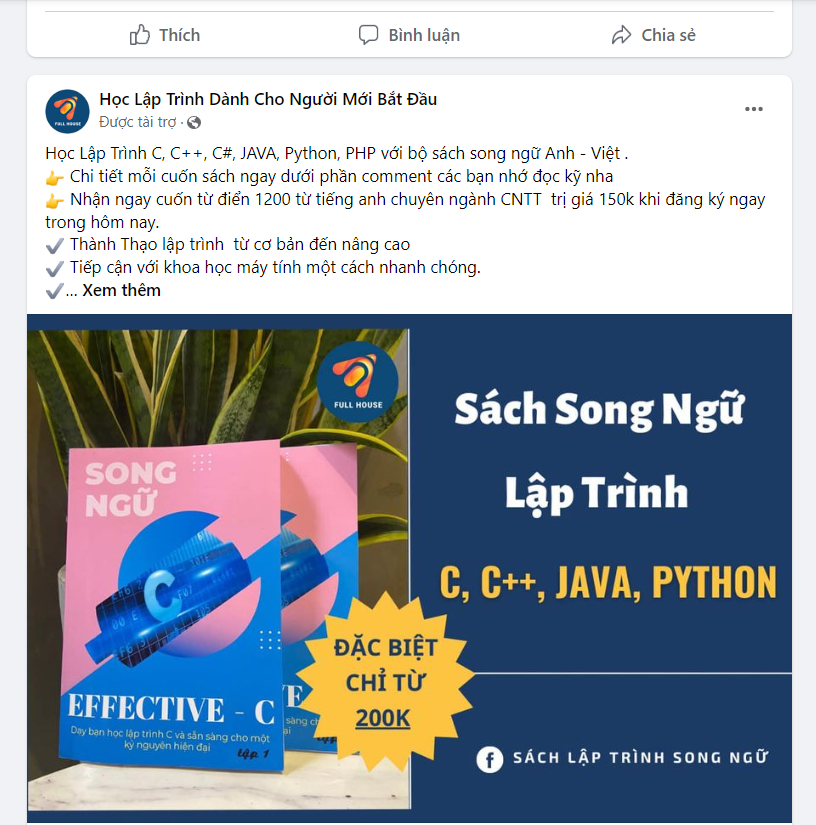 Thích
Bình luận
Chia sẻ
FULL HOUSE
Học Lập Trình Dành Cho Người Mới Bắt Đầu
Được tài trợ ·
Học Lập Trình C, C++, C#, JAVA, Python, PHP với bộ sách song ngữ Anh - Việt .
👉 Chi tiết mỗi cuốn sách ngay dưới phần comment các bạn nhớ đọc kỹ nha
👉 Nhận ngay cuốn từ điển 1200 từ tiếng anh chuyên ngành CNTT  trị giá 150k khi đăng ký ngay
trong hôm nay.
✔️ Thành Thạo lập trình  từ cơ bản đến nâng cao
✔️ Tiếp cận với khoa học máy tính một cách nhanh chóng.
✔️... Xem thêm
FULL HOUSE
SONG
NGỮ
C
EFFECTIVE - C
Dạy bạn học lập trình C và sẵn sàng cho một
kỷ nguyên hiện đại
tập 1
Sách Song Ngữ
Lập Trình
C, C++, JAVA, PYTHON
ĐẶC BIỆT
CHỈ TỪ
200K
SÁCH LẬP TRÌNH SONG NGỮ